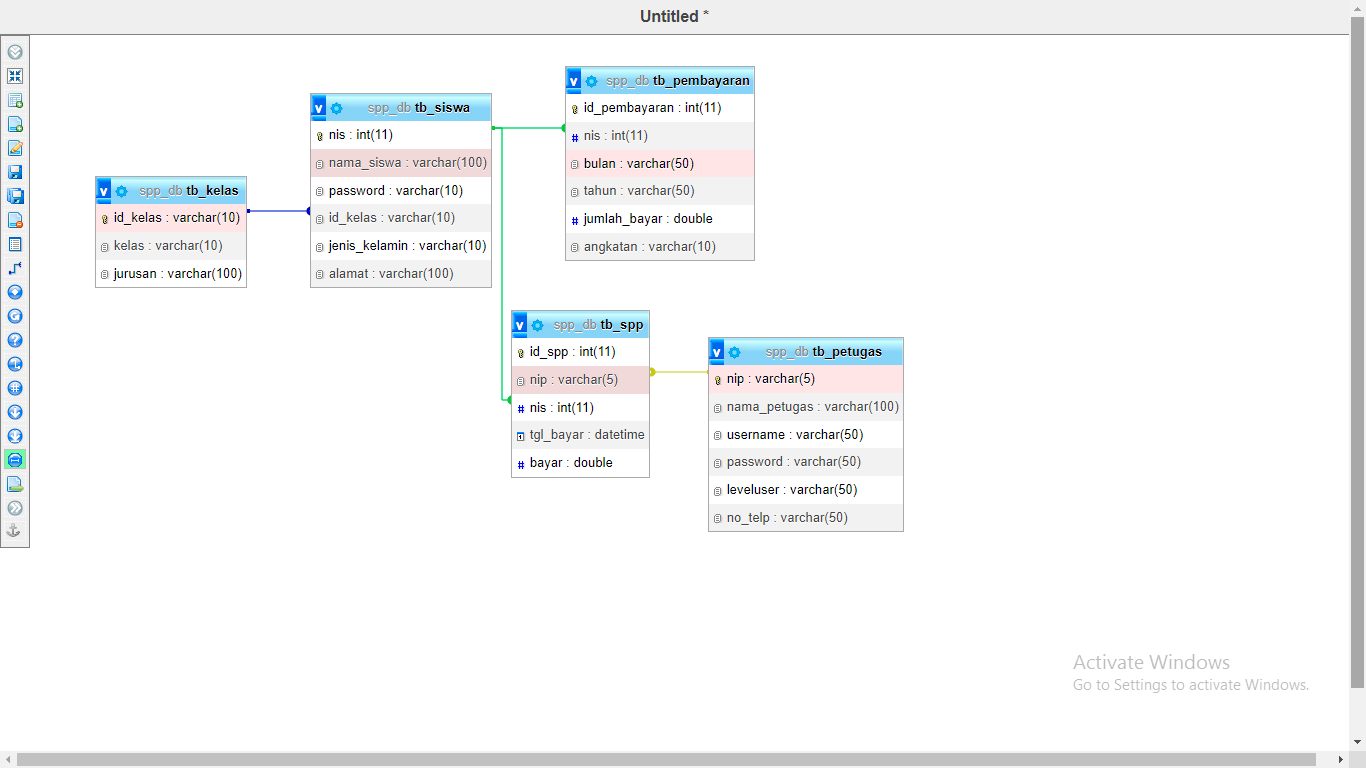 Untitled *
v spp_db tb_kelas
id_kelas : varchar(10)
kelas : varchar(10)
jurusan : varchar(100)
v spp_db tb_siswa
nis : int(11)
nama_siswa : varchar(100)
password : varchar(10)
id_kelas : varchar(10)
jenis_kelamin : varchar(10)
alamat : varchar(100)
v spp_db tb_pembayaran
id_pembayaran : int(11)
# nis : int(11)
bulan : varchar(50)
tahun : varchar(50)
# jumlah_bayar : double
angkatan : varchar(10)
v spp_db tb_spp
id_spp : int(11)
nip : varchar(5)
# nis : int(11)
tgl_bayar : datetime
# bayar : double
v spp_db tb_petugas
nip : varchar(5)
nama_petugas : varchar(100)
username : varchar(50)
password : varchar(50)
leveluser : varchar(50)
no_telp : varchar(50)
Activate Windows
Go to Settings to activate Windows.